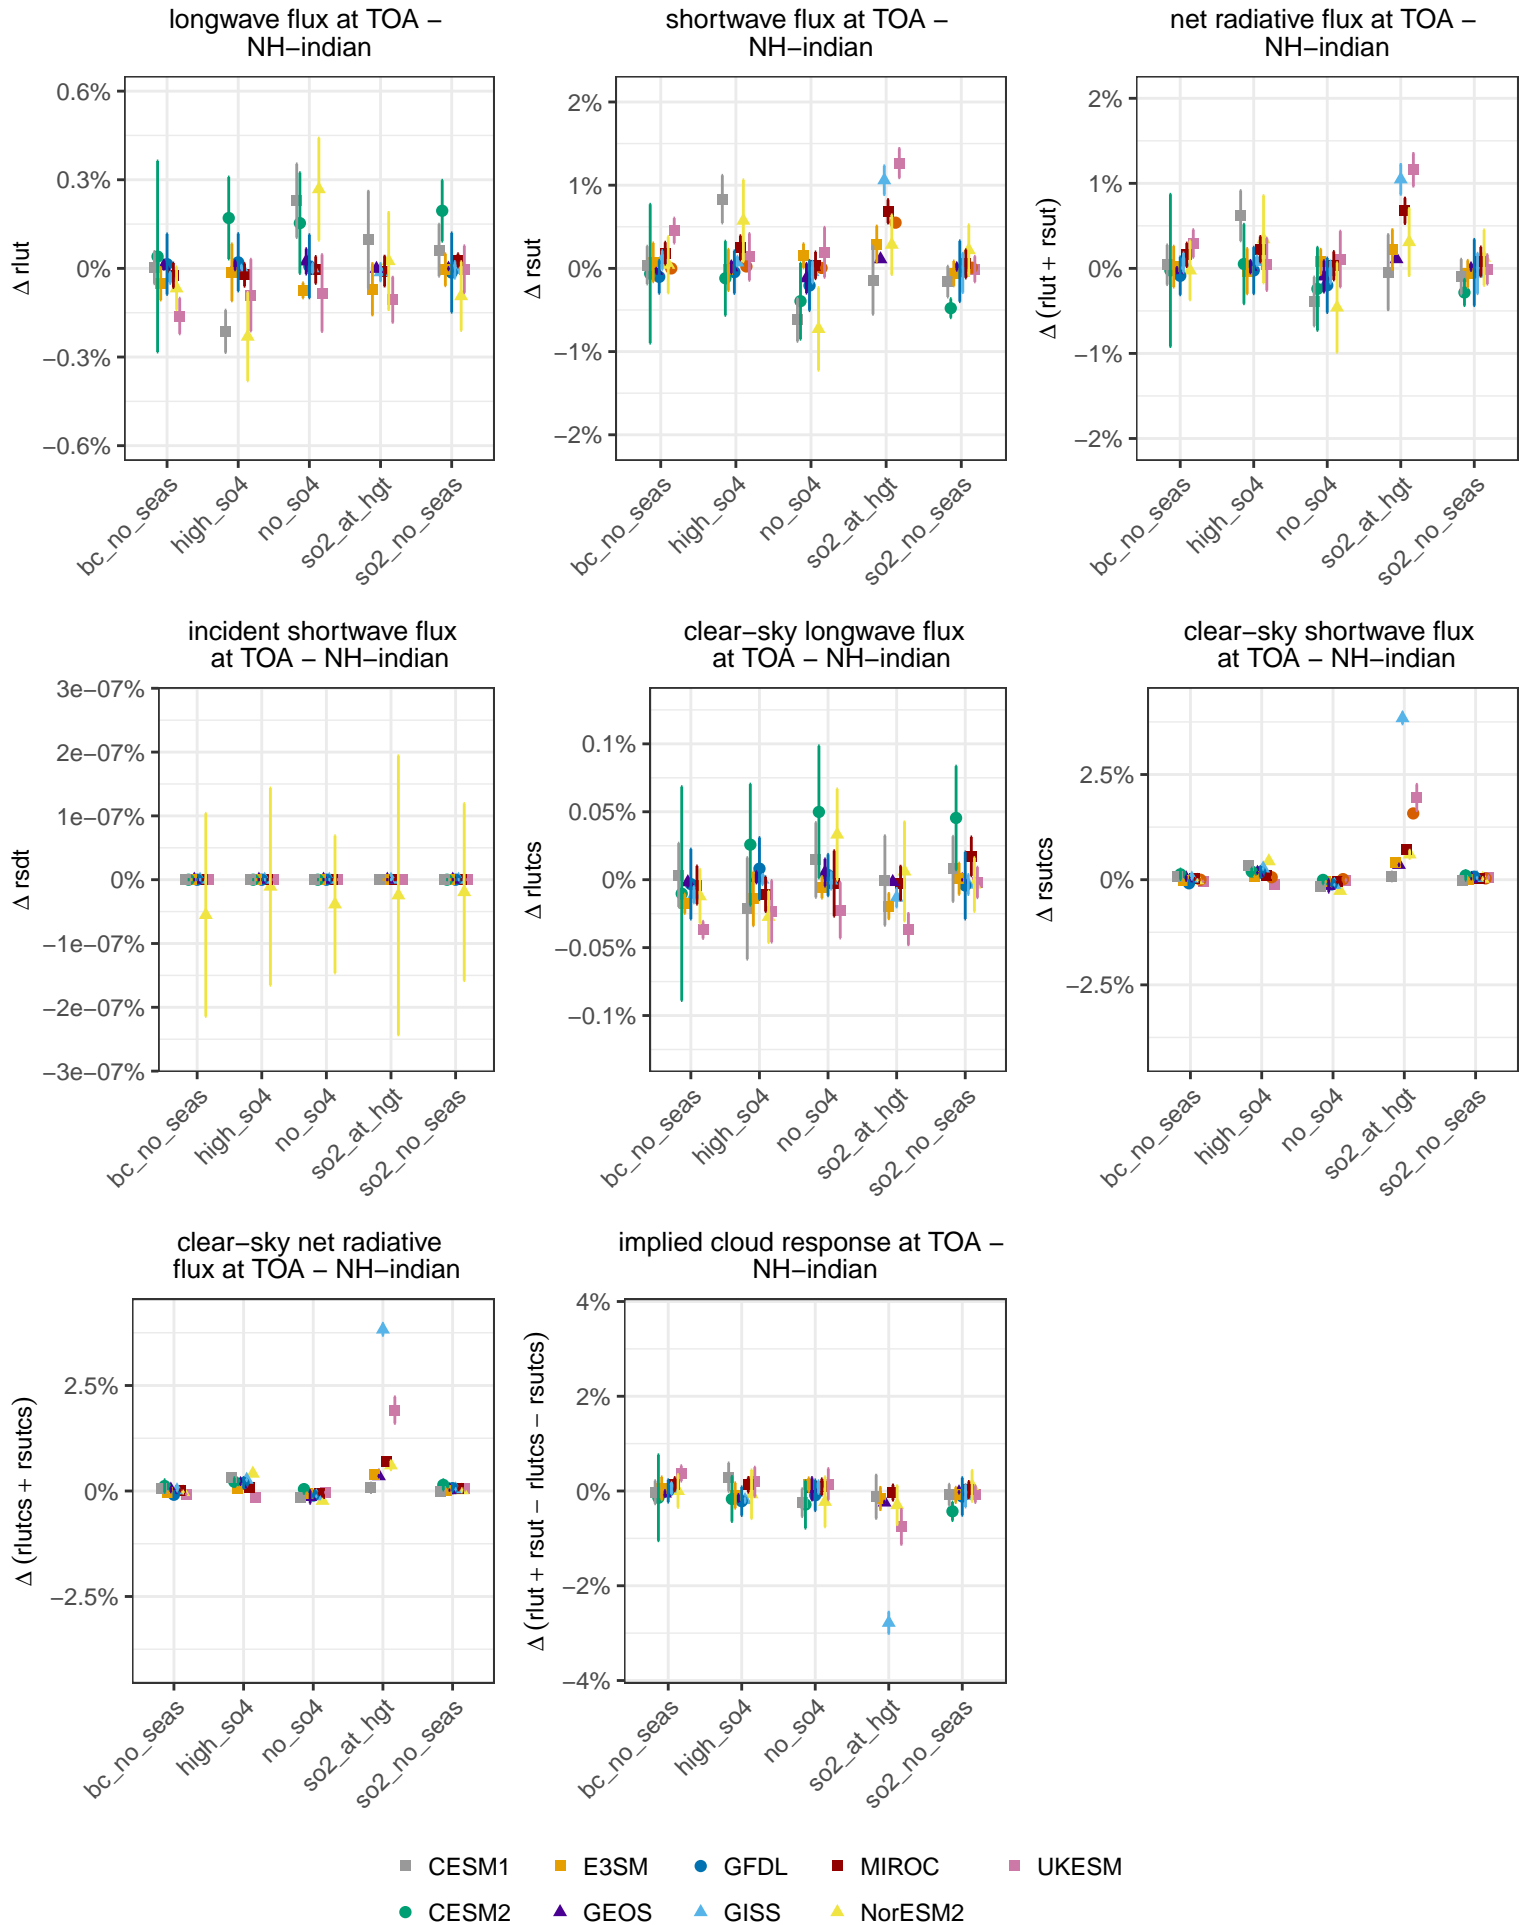 longwave flux at TOA −
NH−indian
Δ rlut
0.6%
0.3%
0%
−0.3%
−0.6%
bc_no_seas
high_so4
no_so4
so2_at_hgt
so2_no_seas
shortwave flux at TOA −
NH−indian
Δ rsut
2%
1%
0%
−1%
−2%
bc_no_seas
high_so4
no_so4
so2_at_hgt
so2_no_seas
net radiative flux at TOA −
NH−indian
Δ (rlut + rsut)
2%
1%
0%
−1%
−2%
bc_no_seas
high_so4
no_so4
so2_at_hgt
so2_no_seas
incident shortwave flux
at TOA − NH−indian
Δ rsdt
3e−07%
2e−07%
1e−07%
0%
−1e−07%
−2e−07%
−3e−07%
bc_no_seas
high_so4
no_so4
so2_at_hgt
so2_no_seas
clear−sky longwave flux
at TOA − NH−indian
Δ rlutcs
0.1%
0.05%
0%
−0.05%
−0.1%
bc_no_seas
high_so4
no_so4
so2_at_hgt
so2_no_seas
clear−sky shortwave flux
at TOA − NH−indian
Δ rsutcs
2.5%
0%
−2.5%
bc_no_seas
high_so4
no_so4
so2_at_hgt
so2_no_seas
clear−sky net radiative
flux at TOA − NH−indian
Δ (rlutcs + rsutcs)
2.5%
0%
−2.5%
bc_no_seas
high_so4
no_so4
so2_at_hgt
so2_no_seas
implied cloud response at TOA −
NH−indian
Δ (rlut + rsut − rlutcs − rsutcs)
4%
2%
0%
−2%
−4%
bc_no_seas
high_so4
no_so4
so2_at_hgt
so2_no_seas
CESM1 E3SM GFDL MIROC UKESM
CESM2 GEOS GISS NorESM2